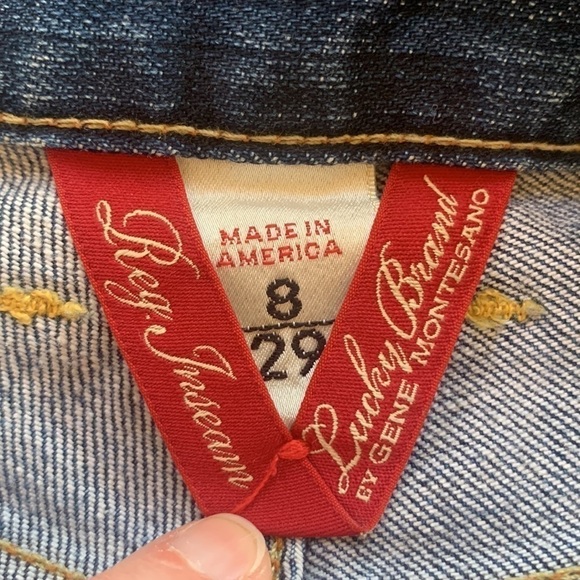 Reg. Inseam
MADE IN
AMERICA
8
29
Lucky Brand
BY GENE MONTESANO